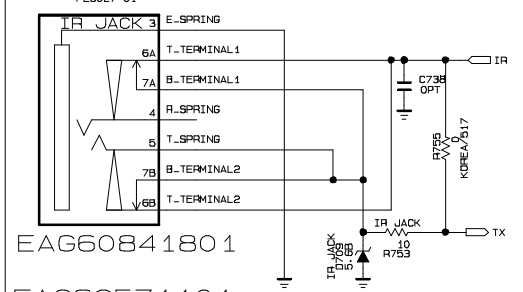 IR JACK
3
E_SPRING
6A
T_TERMINAL1
IR
7A
B_TERMINAL1
C738
OPT
4
R_SPRING
R755
0
KOREA/517
5
T_SPRING
7B
B_TERMINAL2
6B
T_TERMINAL2
IR JACK
TX
10
R753
IR JACK
D709
5.6B
EAG60841801